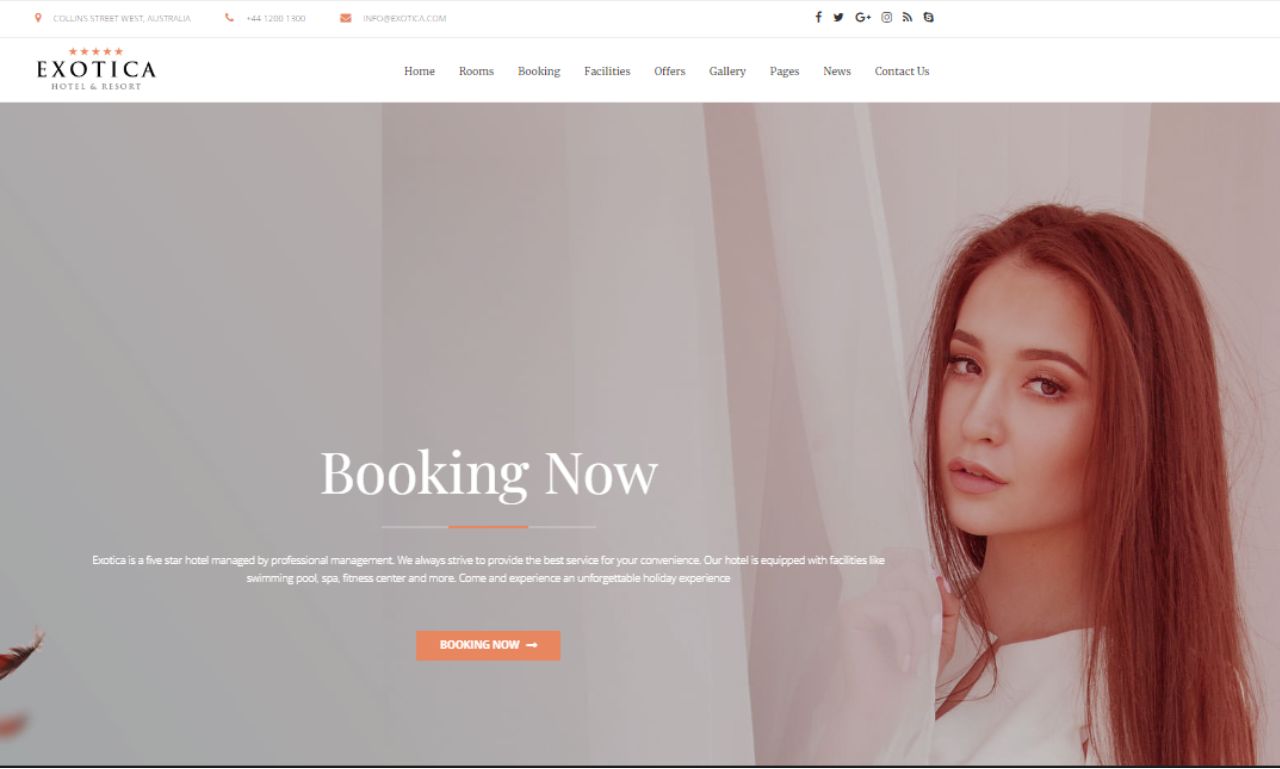 COLLINS STREET WEST, AUSTRALIA +44 1200 1300 INFO@EXOTICA.COM
EXOTICA
HOTEL & RESORT
Home Rooms Booking Facilities Offers Gallery Pages News Contact Us
Booking Now
Exotica is a five star hotel managed by professional management. We always strive to provide the best service for your convenience. Our hotel is equipped with facilities like
swimming pool, spa, fitness center and more. Come and experience an unforgettable holiday experience
BOOKING NOW